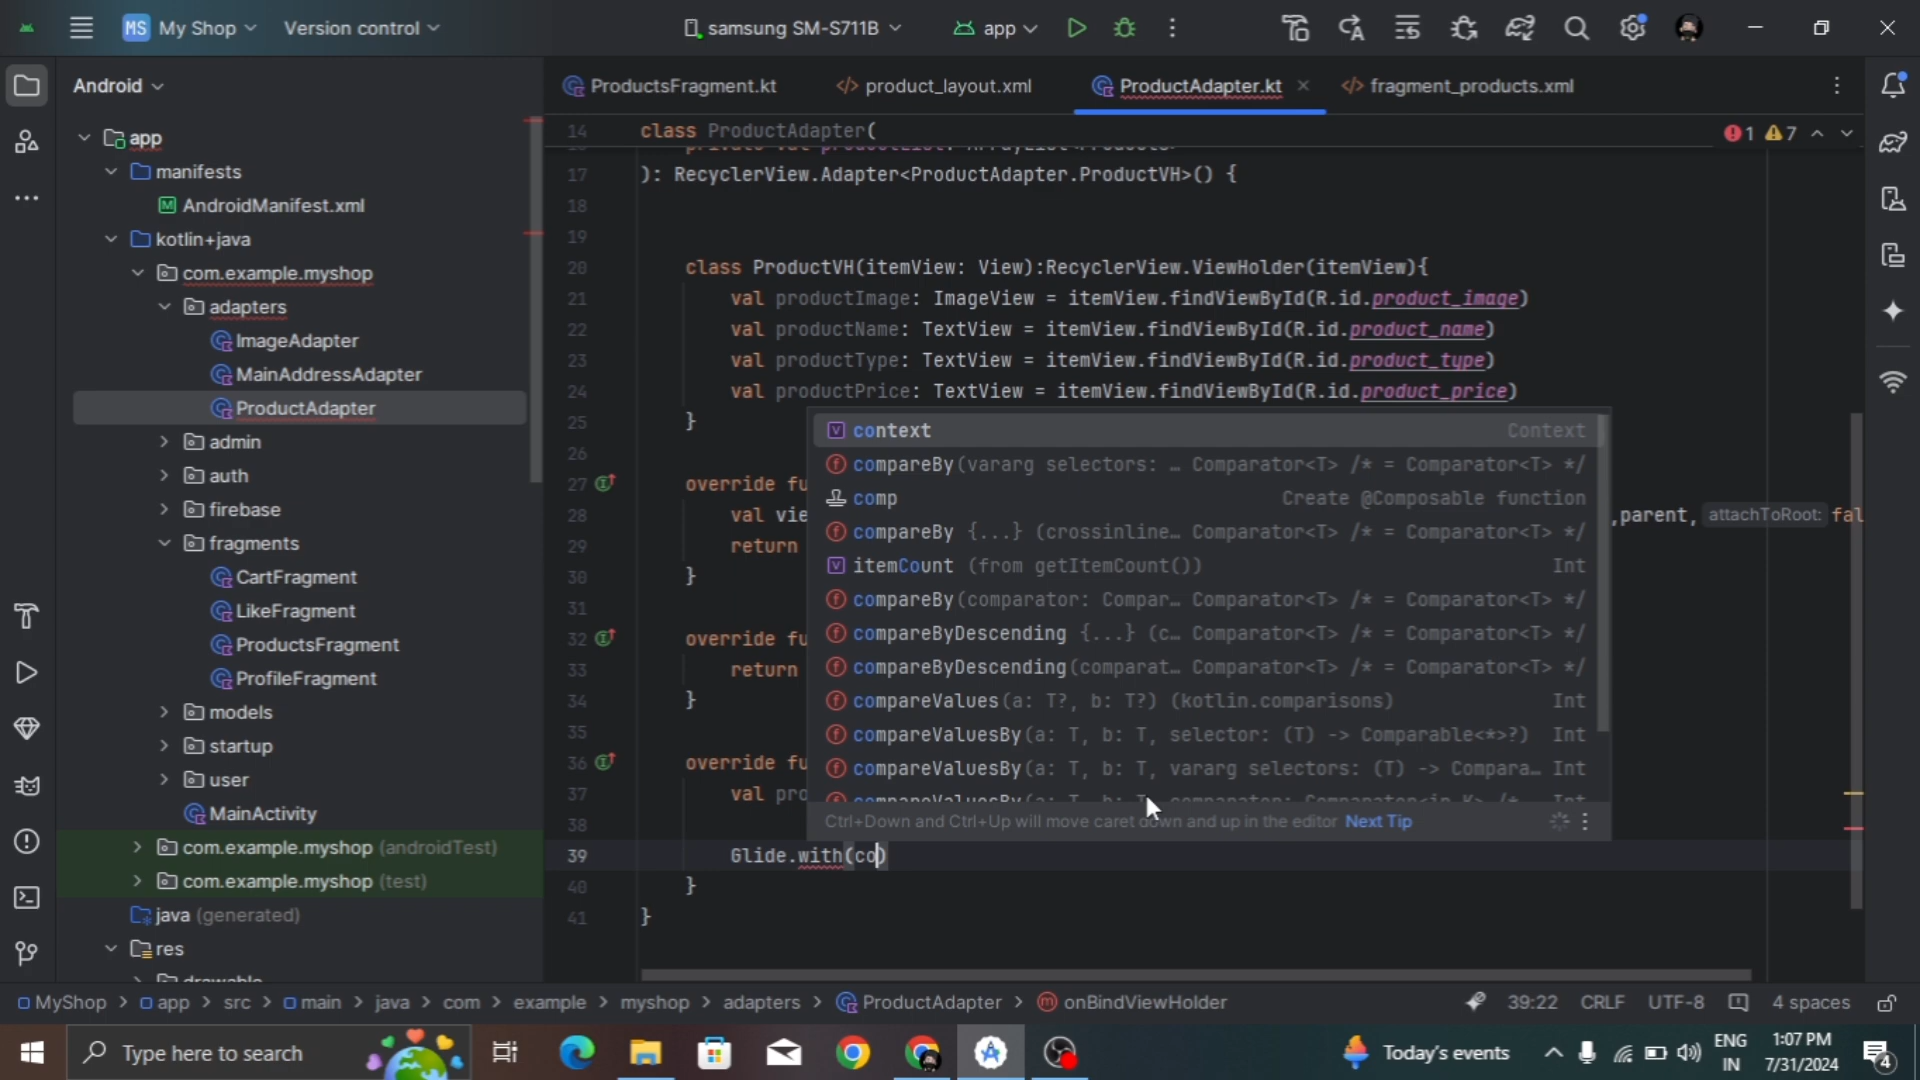 MS My Shop Version control samsung SM-S711B app
Android
app
manifests
AndroidManifest.xml
kotlin+java
com.example.myshop
adapters
ImageAdapter
MainAddressAdapter
ProductAdapter
admin
auth
firebase
fragments
CartFragment
LikeFragment
ProductsFragment
ProfileFragment
models
startup
user
MainActivity
com.example.myshop (androidTest)
com.example.myshop (test)
java (generated)
res
ProductsFragment.kt product_layout.xml ProductAdapter.kt fragment_products.xml
14 class ProductAdapter( 1 7
17 ): RecyclerView.Adapter<ProductAdapter.ProductVH>() {
18
19
20 class ProductVH(itemView: View):RecyclerView.ViewHolder(itemView){
21 val productImage: ImageView = itemView.findViewById(R.id.product_image)
22 val productName: TextView = itemView.findViewById(R.id.product_name)
23 val productType: TextView = itemView.findViewById(R.id.product_type)
24 val productPrice: TextView = itemView.findViewById(R.id.product_price)
25 }
26
27 override fu
28 val vie ,parent, attachToRoot: fal
29 return
30 }
31
32 override fu
33 return
34 }
35
36 override fu
37 val pro
38
39 Glide.with(co)
40 }
41 }
context Context
compareBy(vararg selectors: … Comparator<T> /* = Comparator<T> */
comp Create @Composable function
compareBy {...} (crossinline… Comparator<T> /* = Comparator<T> */
itemCount (from getItemCount()) Int
compareBy(comparator: Compar… Comparator<T> /* = Comparator<T> */
compareByDescending {...} (c… Comparator<T> /* = Comparator<T> */
compareByDescending(comparat… Comparator<T> /* = Comparator<T> */
compareValues(a: T?, b: T?) (kotlin.comparisons) Int
compareValuesBy(a: T, b: T, selector: (T) -> Comparable<*>?) Int
compareValuesBy(a: T, b: T, vararg selectors: (T) -> Compara… Int
Ctrl+Down and Ctrl+Up will move caret down and up in the editor Next Tip
MyShop > app > src > main > java > com > example > myshop > adapters > ProductAdapter > onBindViewHolder 39:22 CRLF UTF-8 4 spaces
Type here to search Today's events ENG IN 1:07 PM 7/31/2024 4